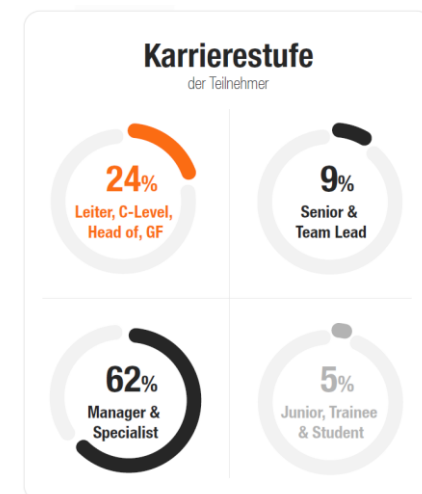 Karrierestufe
der Teilnehmer
24%
Leiter, C-Level,
Head of, GF
9%
Senior &
Team Lead
62%
Manager &
Specialist
5%
Junior, Trainee
& Student